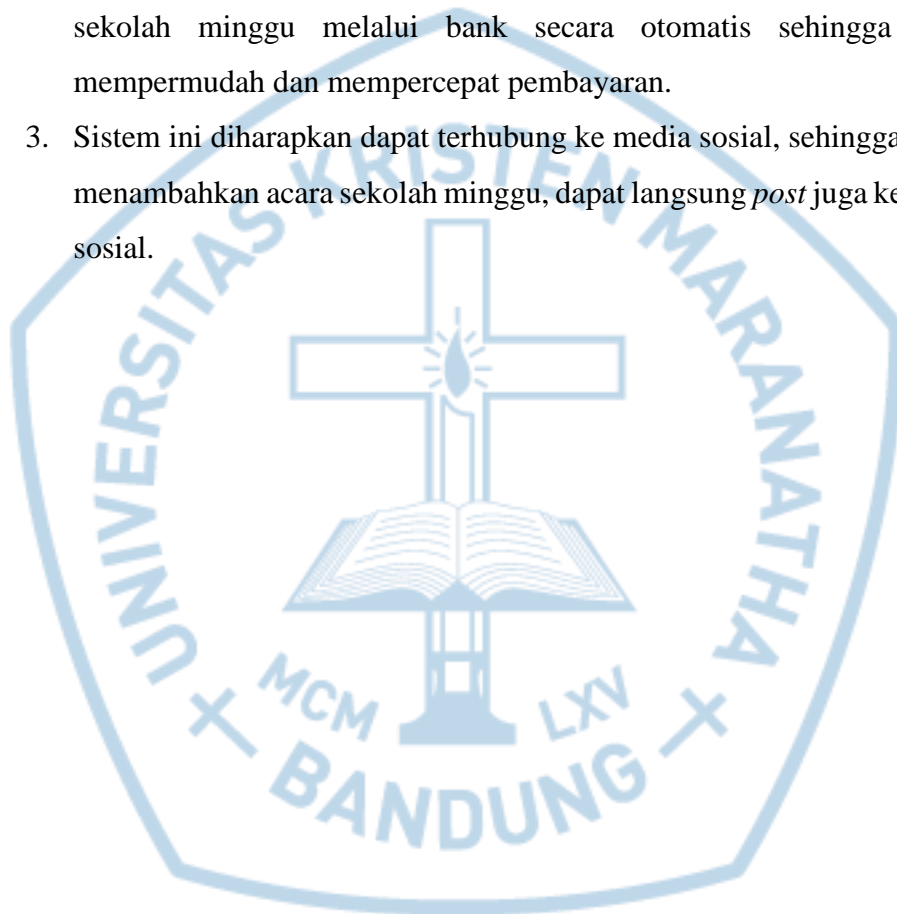 sekolah minggu melalui bank secara otomatis sehingga
mempermudah dan mempercepat pembayaran.
3. Sistem ini diharapkan dapat terhubung ke media sosial, sehingga
menambahkan acara sekolah minggu, dapat langsung post juga ke
sosial.
UNIVERSITAS KRISTEN MARANATHA
MCM LXV
BANDUNG